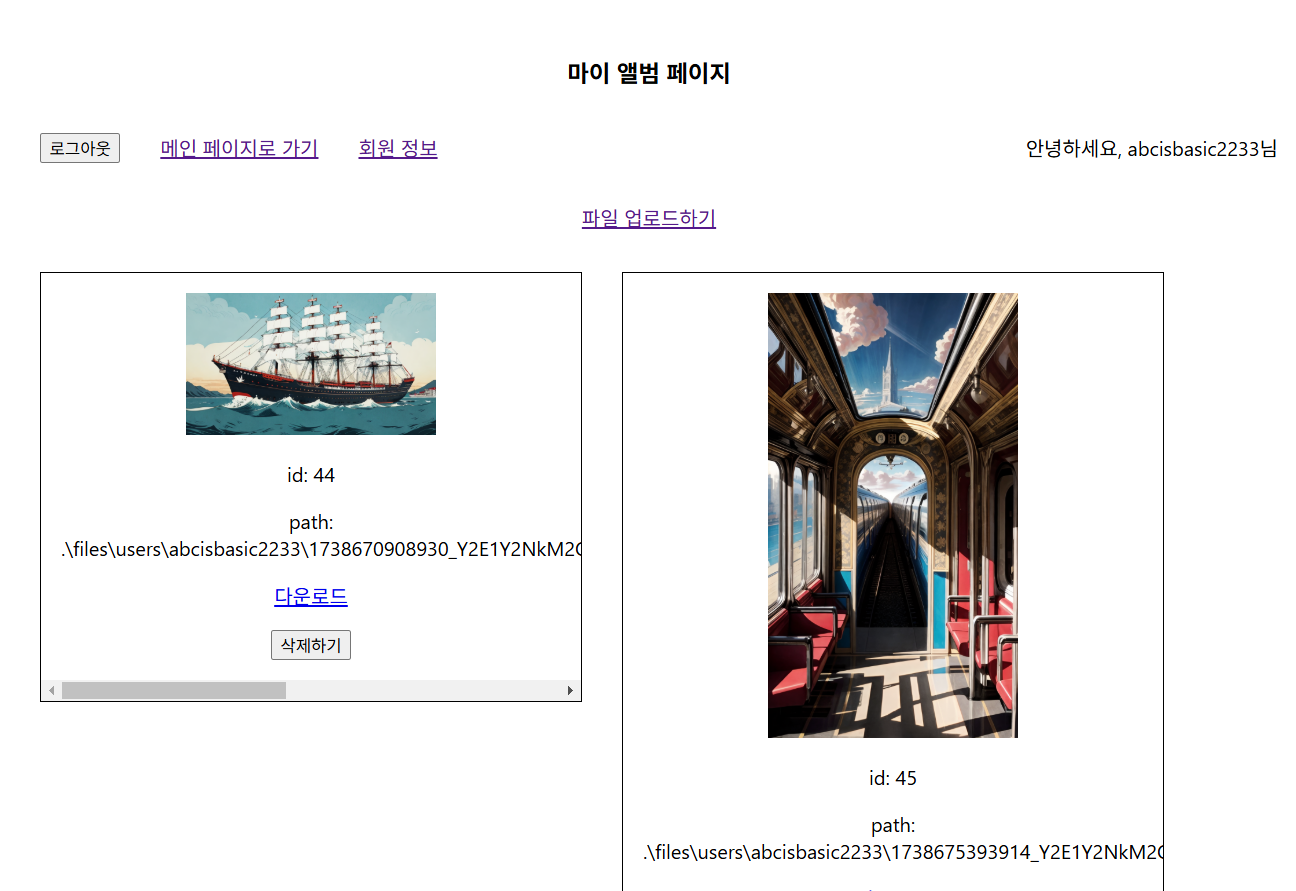 마이 앨범 페이지
로그아웃 메인 페이지로 가기 회원 정보 안녕하세요, abcisbasic2233님
파일 업로드하기
id: 44
path:
.\files\users\abcisbasic2233\1738670908930_Y2E1Y2NkM2
다운로드
삭제하기
id: 45
path:
.\files\users\abcisbasic2233\1738675393914_Y2E1Y2NkM2